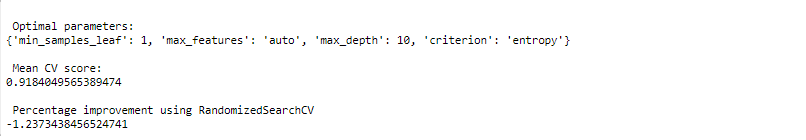 Optimal parameters:
{'min_samples_leaf': 1, 'max_features': 'auto', 'max_depth': 10, 'criterion': 'entropy'}
Mean CV score:
0.9184049565389474
Percentage improvement using RandomizedSearchCV
-1.2373438456524741